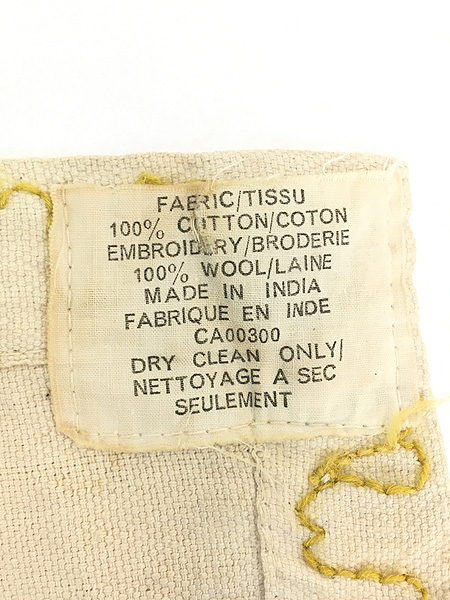 FABRIC/TISSU
100% COTTON/COTON
EMBROIDERY/BRODERIE
100% WOOL/LAINE
MADE IN INDIA
FABRIQUE EN INDE
CA00300
DRY CLEAN ONLY/
NETTOYAGE A SEC
SEULEMENT